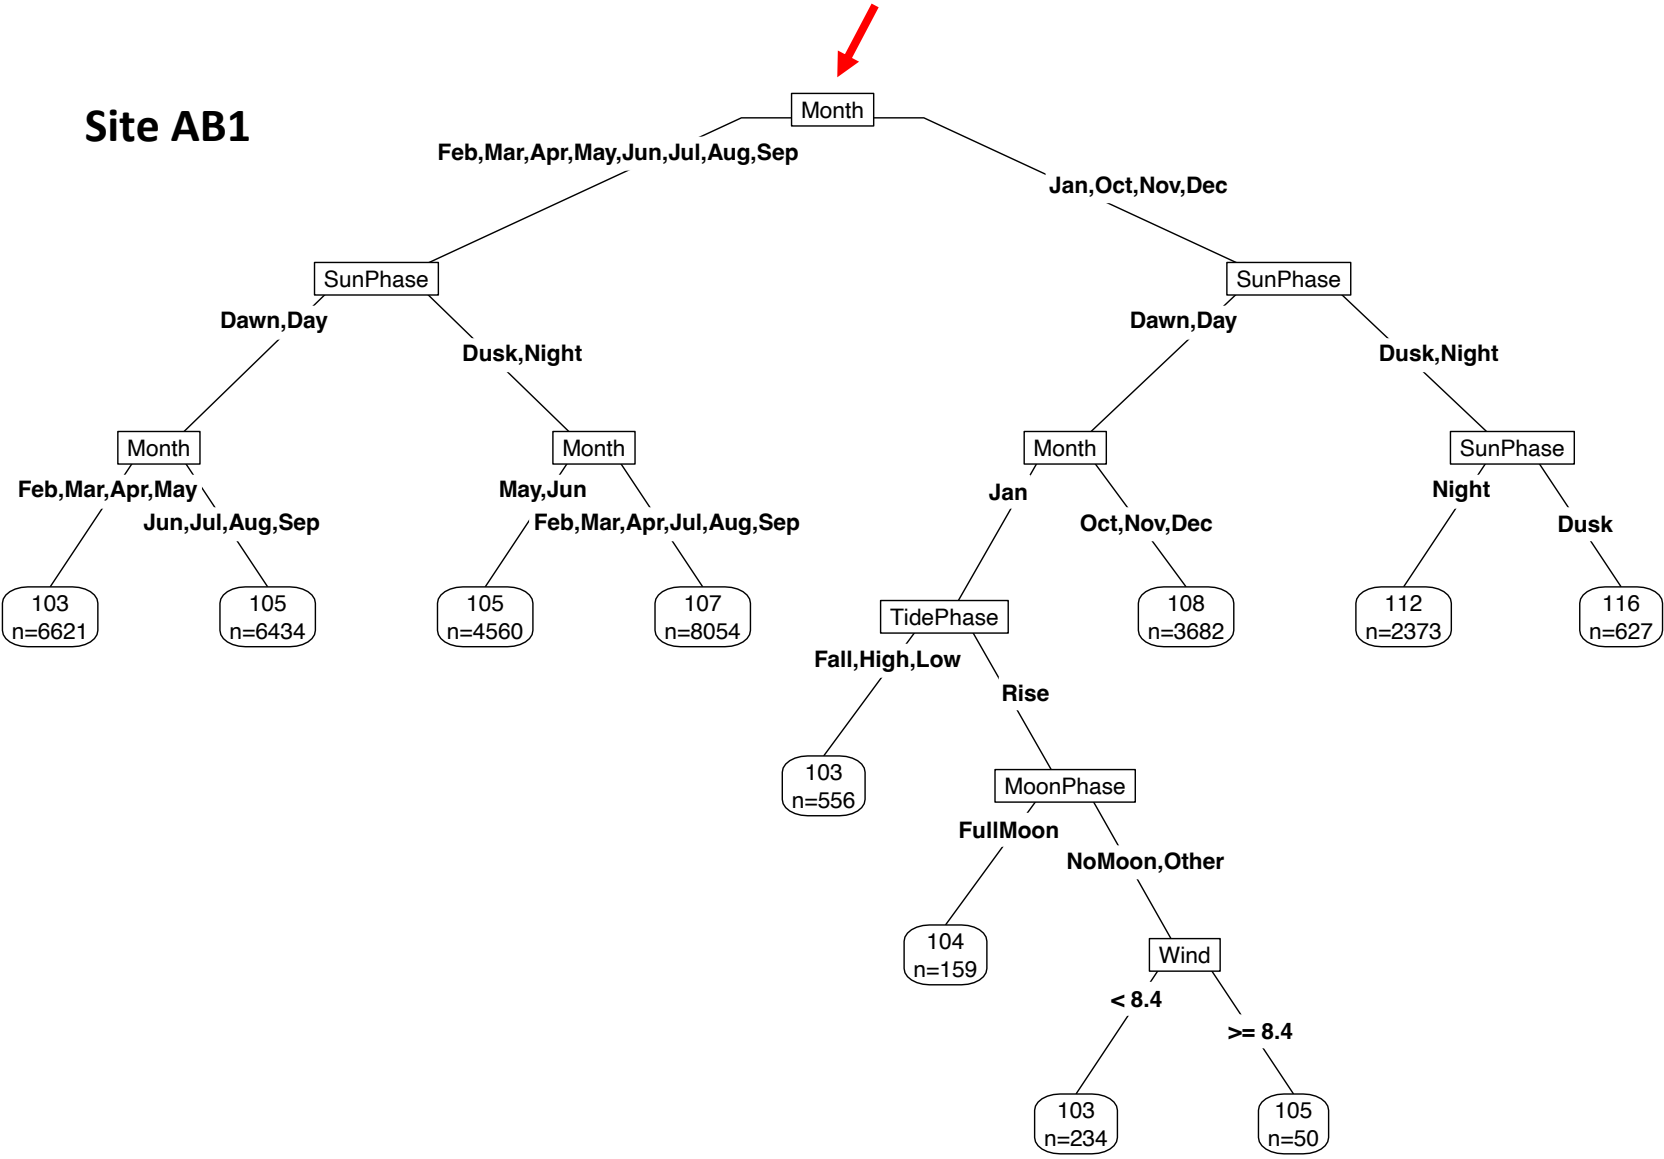 Site AB1
Month
Feb,Mar,Apr,May,Jun,Jul,Aug,Sep
Jan,Oct,Nov,Dec
SunPhase
SunPhase
Dawn,Day
Dusk,Night
Dawn,Day
Dusk,Night
Month
Month
Month
SunPhase
Feb,Mar,Apr,May
Jun,Jul,Aug,Sep
May,Jun
Feb,Mar,Apr,Jul,Aug,Sep
Jan
Oct,Nov,Dec
Night
Dusk
103
n=6621
105
n=6434
105
n=4560
107
n=8054
TidePhase
108
n=3682
112
n=2373
116
n=627
Fall,High,Low
Rise
103
n=556
MoonPhase
FullMoon
NoMoon,Other
104
n=159
Wind
< 8.4
>= 8.4
103
n=234
105
n=50